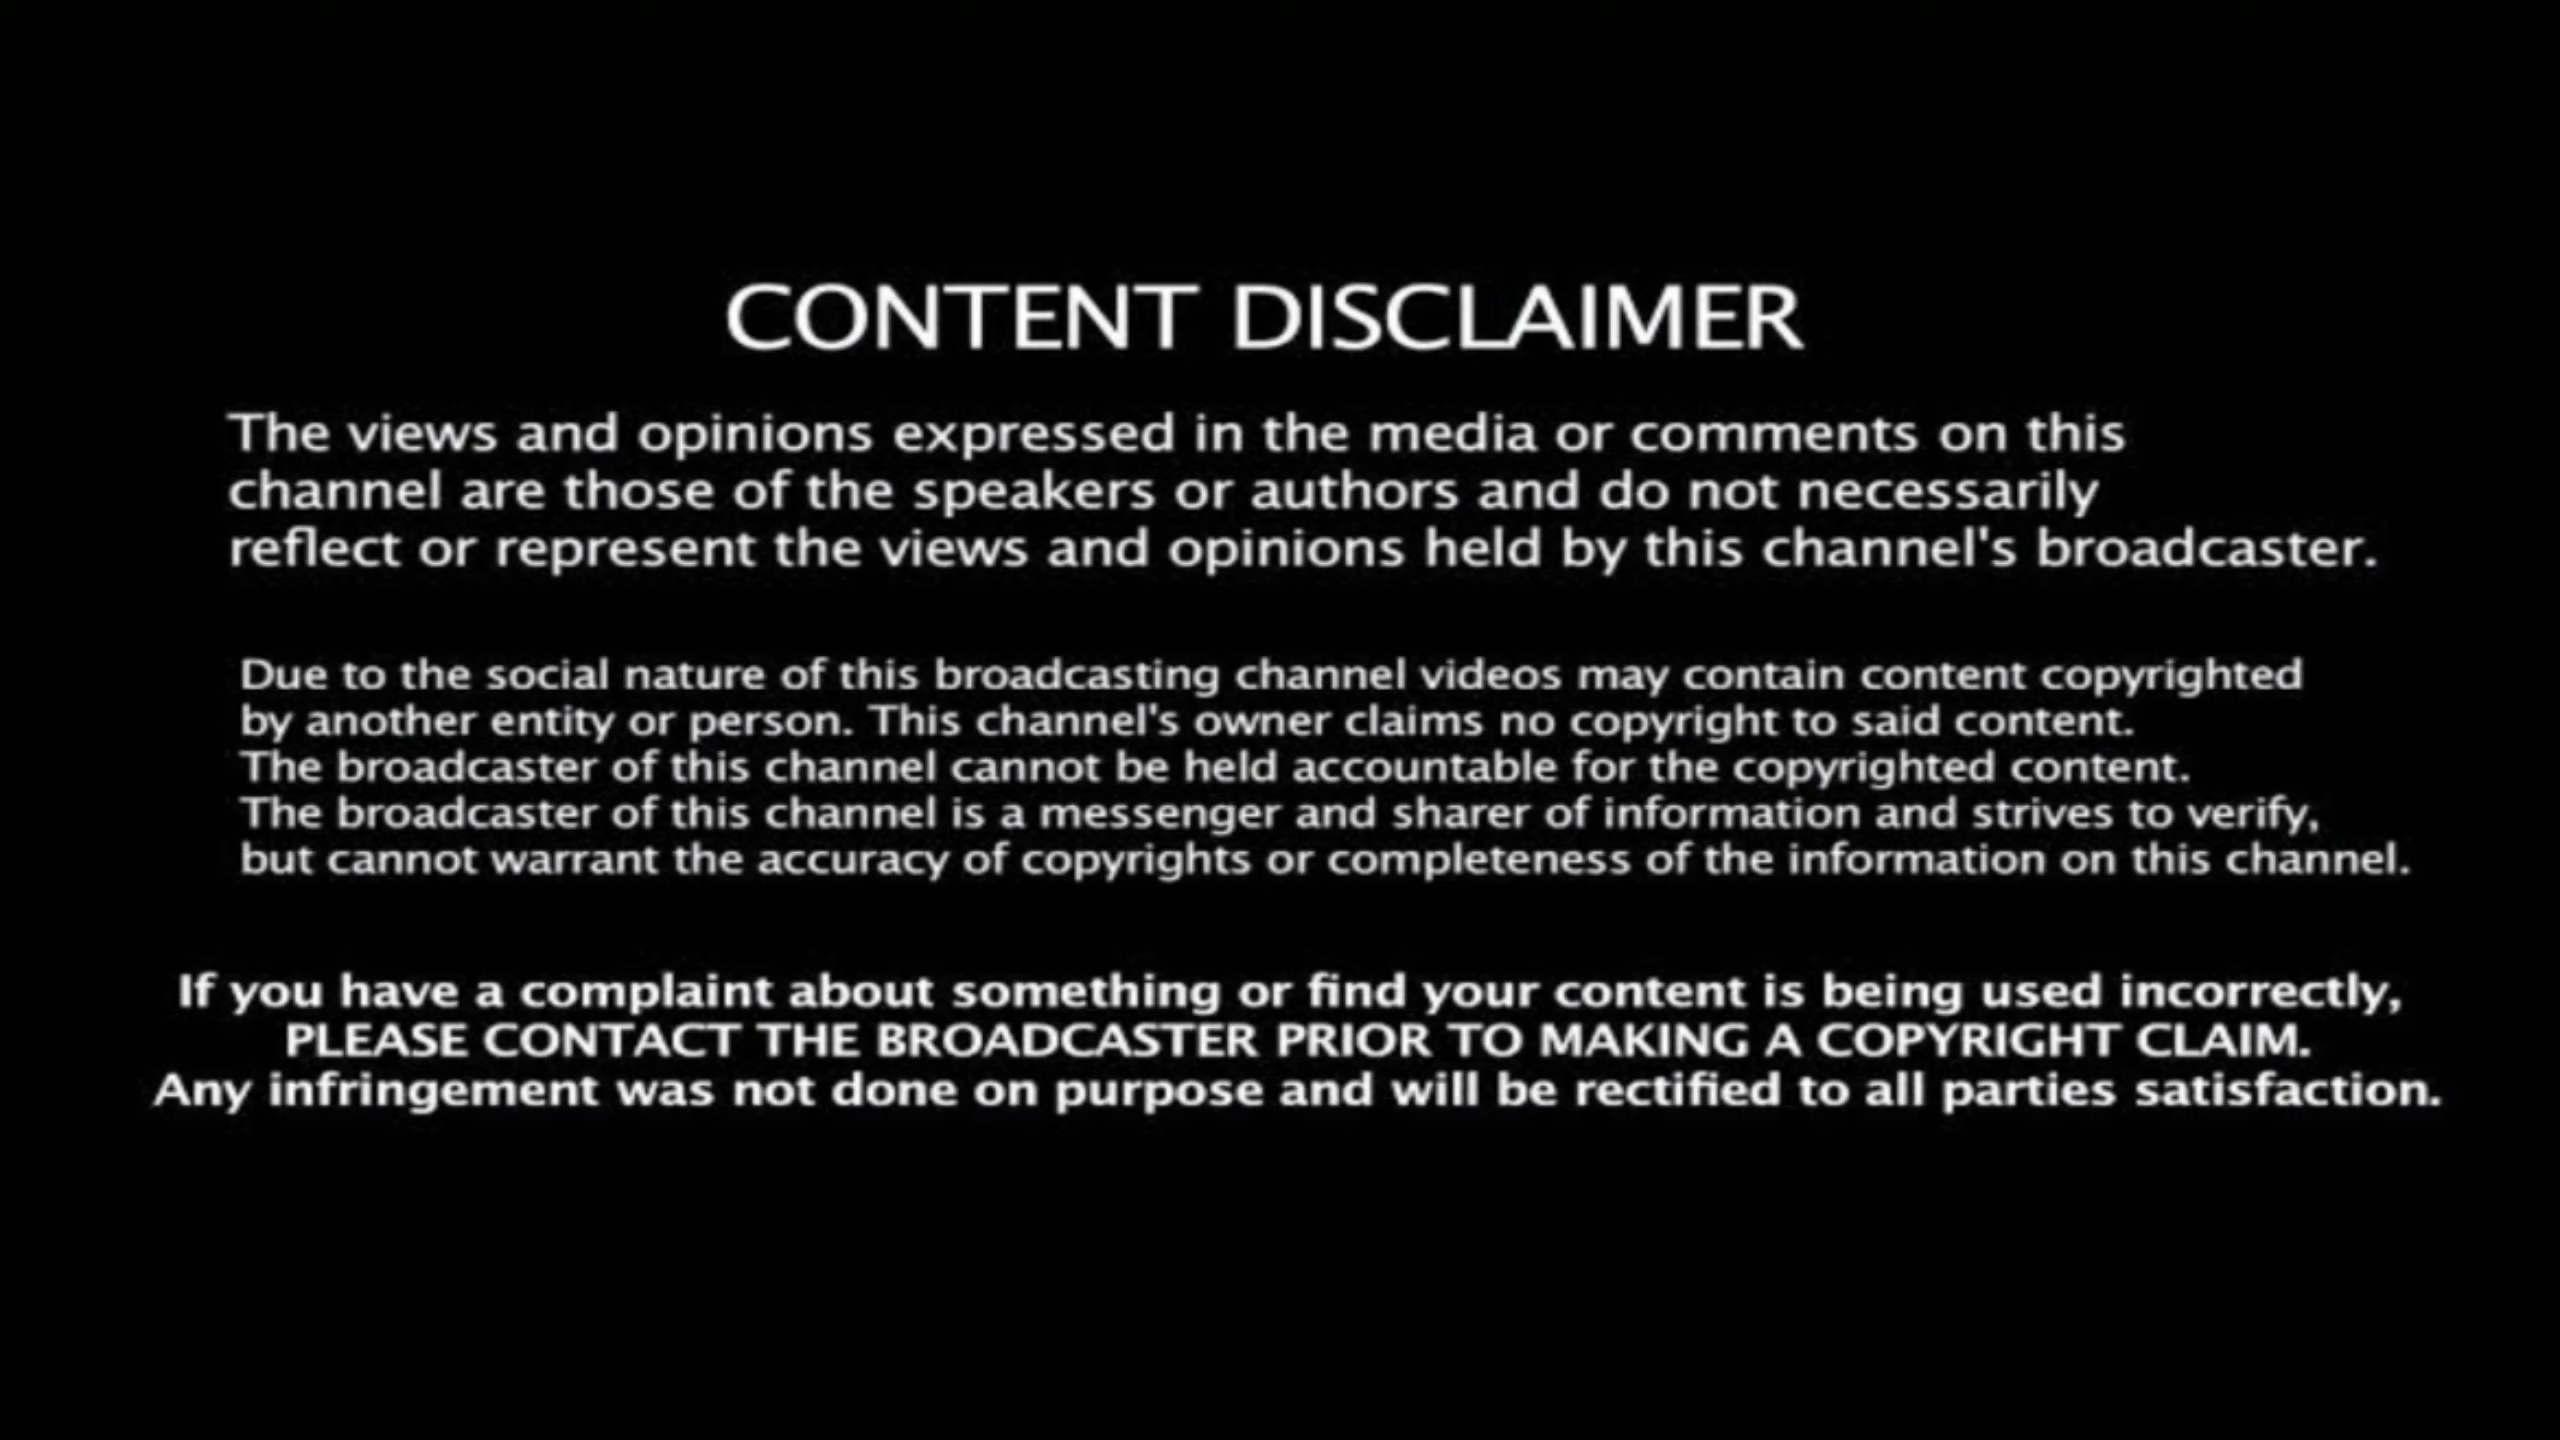 CONTENT DISCLAIMER
The views and opinions expressed in the media or comments on this
channel are those of the speakers or authors and do not necessarily
reflect or represent the views and opinions held by this channel's broadcaster.
Due to the social nature of this broadcasting channel videos may contain content copyrighted
by another entity or person. This channel's owner claims no copyright to said content.
The broadcaster of this channel cannot be held accountable for the copyrighted content.
The broadcaster of this channel is a messenger and sharer of information and strives to verify,
but cannot warrant the accuracy of copyrights or completeness of the information on this channel.
If you have a complaint about something or find your content is being used incorrectly,
PLEASE CONTACT THE BROADCASTER PRIOR TO MAKING A COPYRIGHT CLAIM.
Any infringement was not done on purpose and will be rectified to all parties satisfaction.